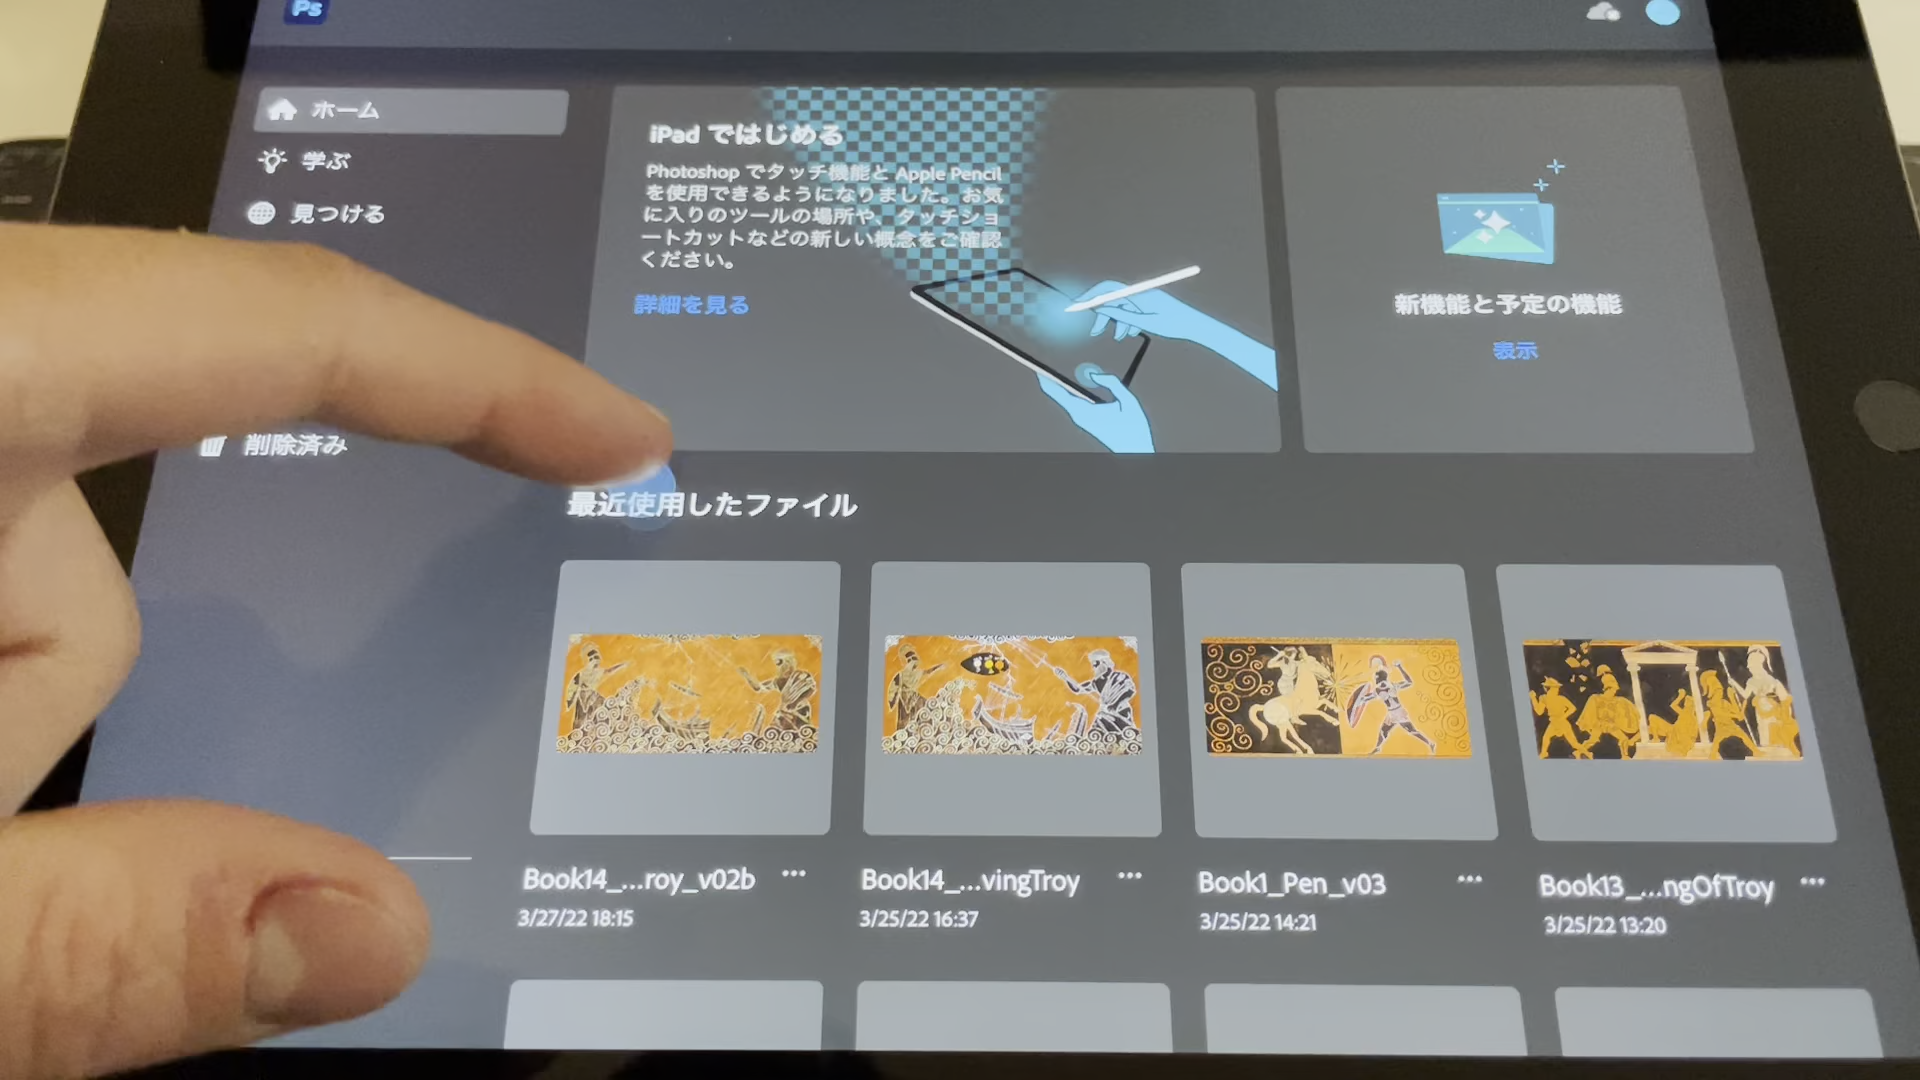 Ps
ホーム
学ぶ
見つける
削除済み
iPad ではじめる
Photoshop でタッチ機能と Apple Pencil
を使用できるようになりました。お気
に入りのツールの場所や、タッチショ
ートカットなどの新しい概念をご確認
ください。
詳細を見る
新機能と予定の機能
表示
最近使用したファイル
Book14_...roy_v02b
3/27/22 18:15
Book14_...vingTroy
3/25/22 16:37
Book1_Pen_v03
3/25/22 14:21
Book13_...ngOfTroy
3/25/22 13:20